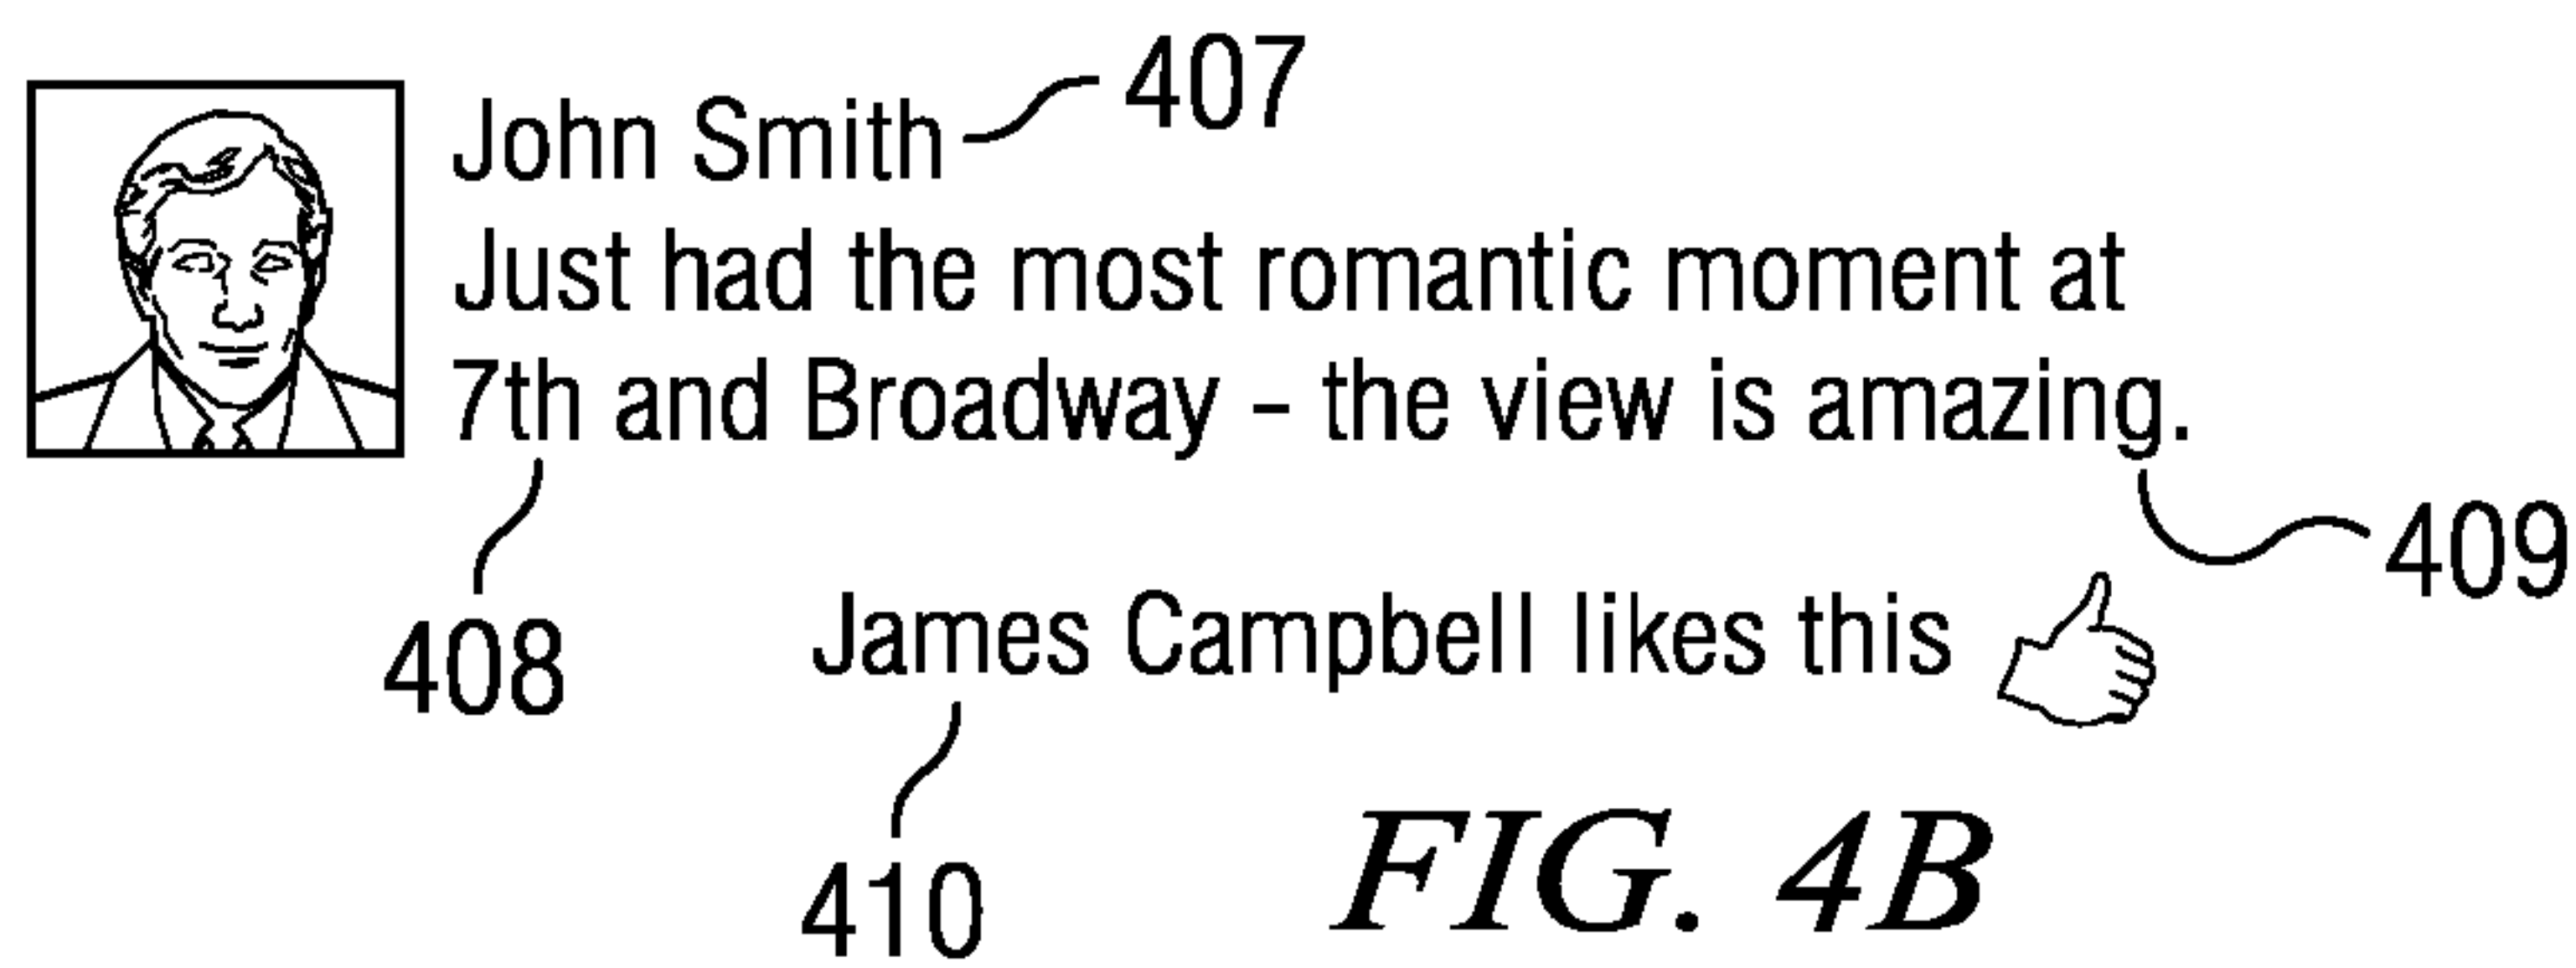 John Smith 407
Just had the most romantic moment at
7th and Broadway – the view is amazing.
409
James Campbell likes this
408
410
FIG. 4B